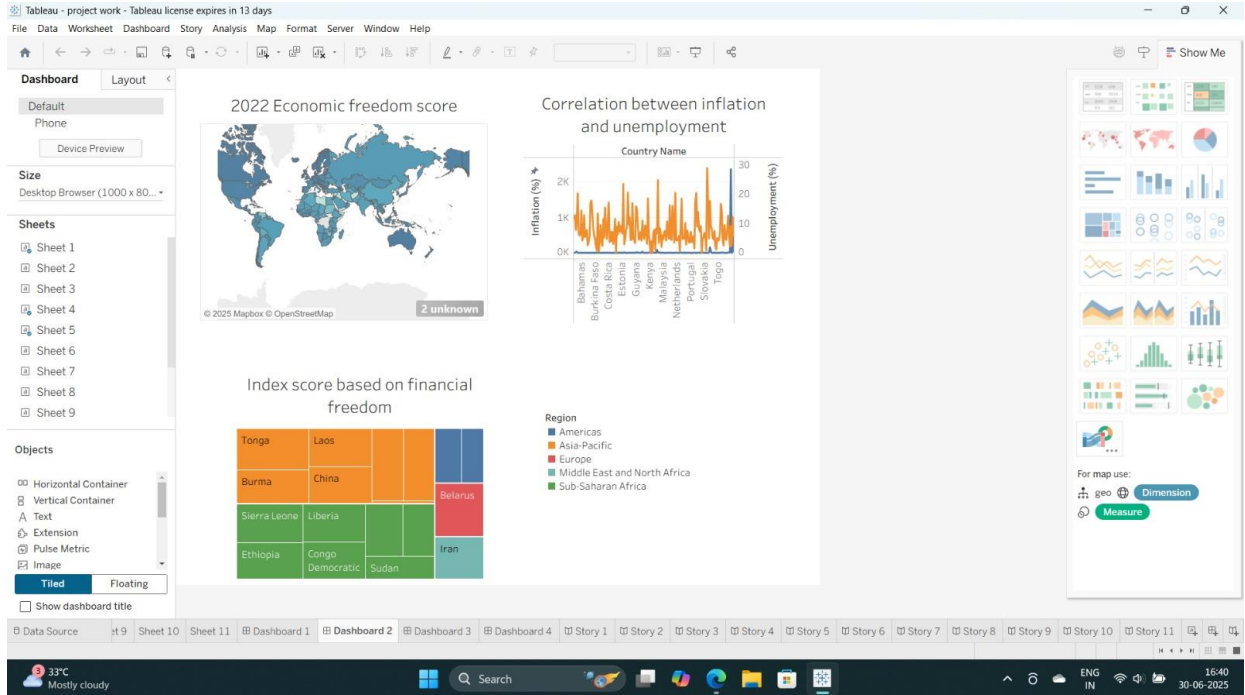 Tableau - project work - Tableau license expires in 13 days
File Data Worksheet Dashboard Story Analysis Map Format Server Window Help
Show Me
Dashboard Layout
Default
Phone
Device Preview
Size
Desktop Browser (1000 x 80...
Sheets
Sheet 1
Sheet 2
Sheet 3
Sheet 4
Sheet 5
Sheet 6
Sheet 7
Sheet 8
Sheet 9
Objects
Horizontal Container
Vertical Container
Text
Extension
Pulse Metric
Image
Tiled Floating
Show dashboard title
2022 Economic freedom score
© 2025 Mapbox © OpenStreetMap
2 unknown
Correlation between inflation
and unemployment
Country Name
Inflation (%)
2K
1K
0K
30
20
10
0
Unemployment (%)
Bahamas
Burkina Faso
Costa Rica
Estonia
Guyana
Kenya
Malaysia
Netherlands
Portugal
Slovakia
Togo
Index score based on financial
freedom
Tonga Laos
Burma China
Belarus
Sierra Leone Liberia
Ethiopia Congo
Democratic Sudan
Iran
Region
Americas
Asia-Pacific
Europe
Middle East and North Africa
Sub-Saharan Africa
For map use:
geo Dimension
Measure
Data Source et 9 Sheet 10 Sheet 11 Dashboard 1 Dashboard 2 Dashboard 3 Dashboard 4 Story 1 Story 2 Story 3 Story 4 Story 5 Story 6 Story 7 Story 8 Story 9 Story 10 Story 11
3
33°C
Mostly cloudy
Search
ENG
IN
16:40
30-06-2025